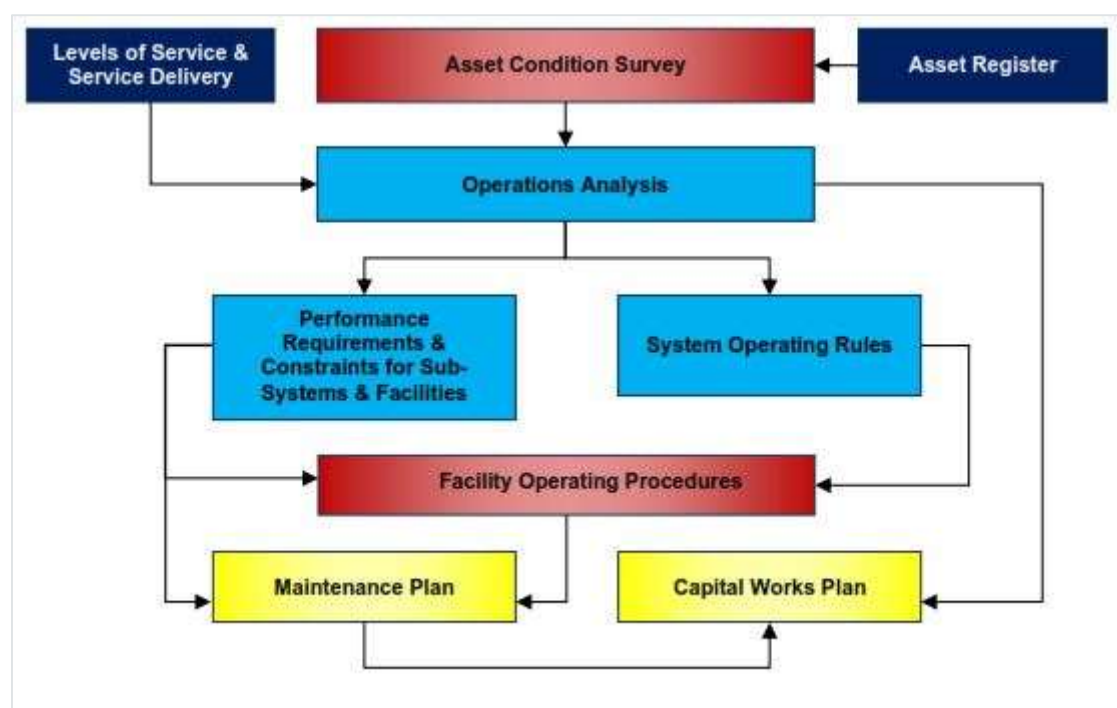 Levels of Service &
Service Delivery
Asset Condition Survey
Asset Register
Operations Analysis
Performance
Requirements &
Constraints for Sub-
Systems & Facilities
System Operating Rules
Facility Operating Procedures
Maintenance Plan
Capital Works Plan